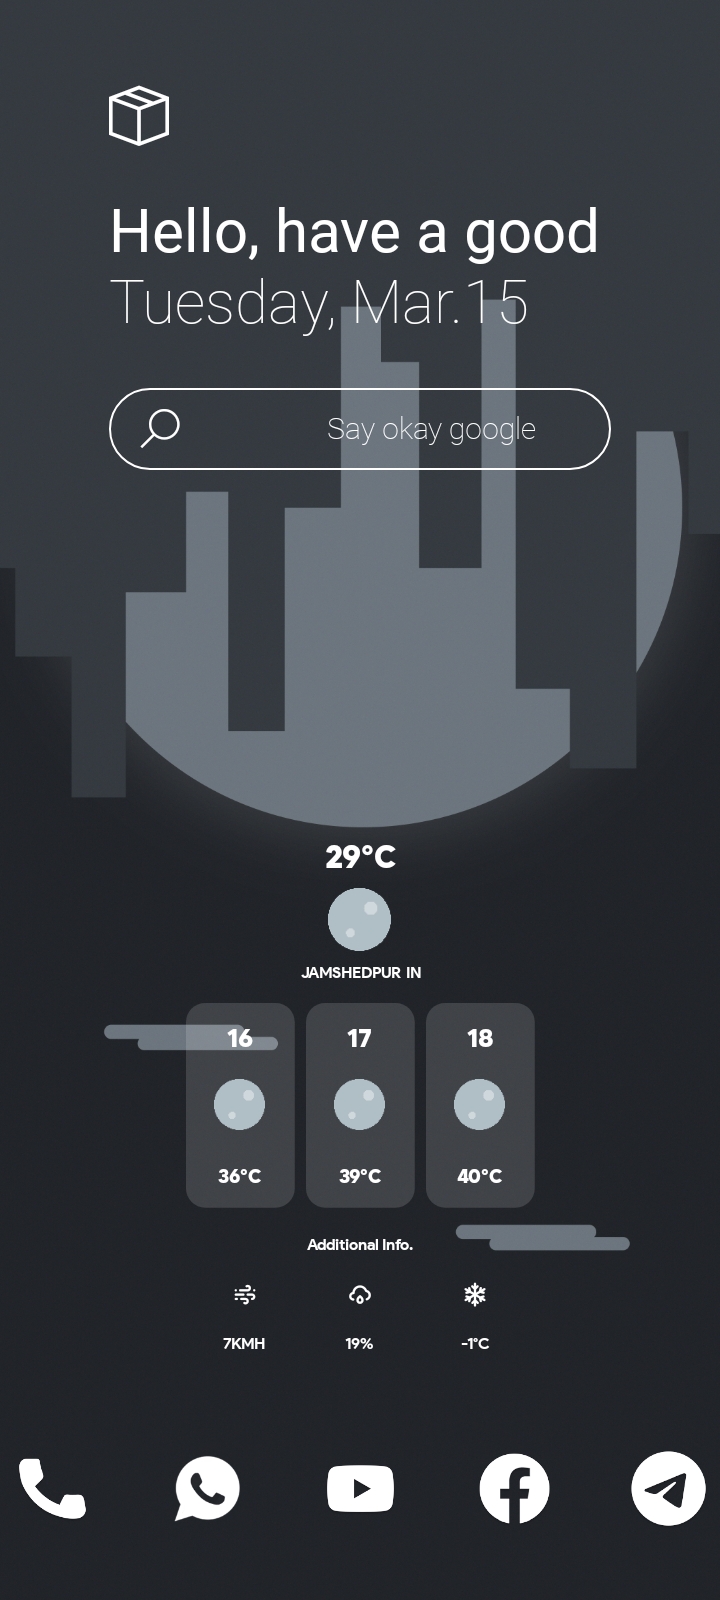 Hello, have a good
Tuesday, Mar.15
Say okay google
29°C
JAMSHEDPUR IN
16 17 18
36°C 39°C 40°C
Additional Info.
7KMH 19% -1°C